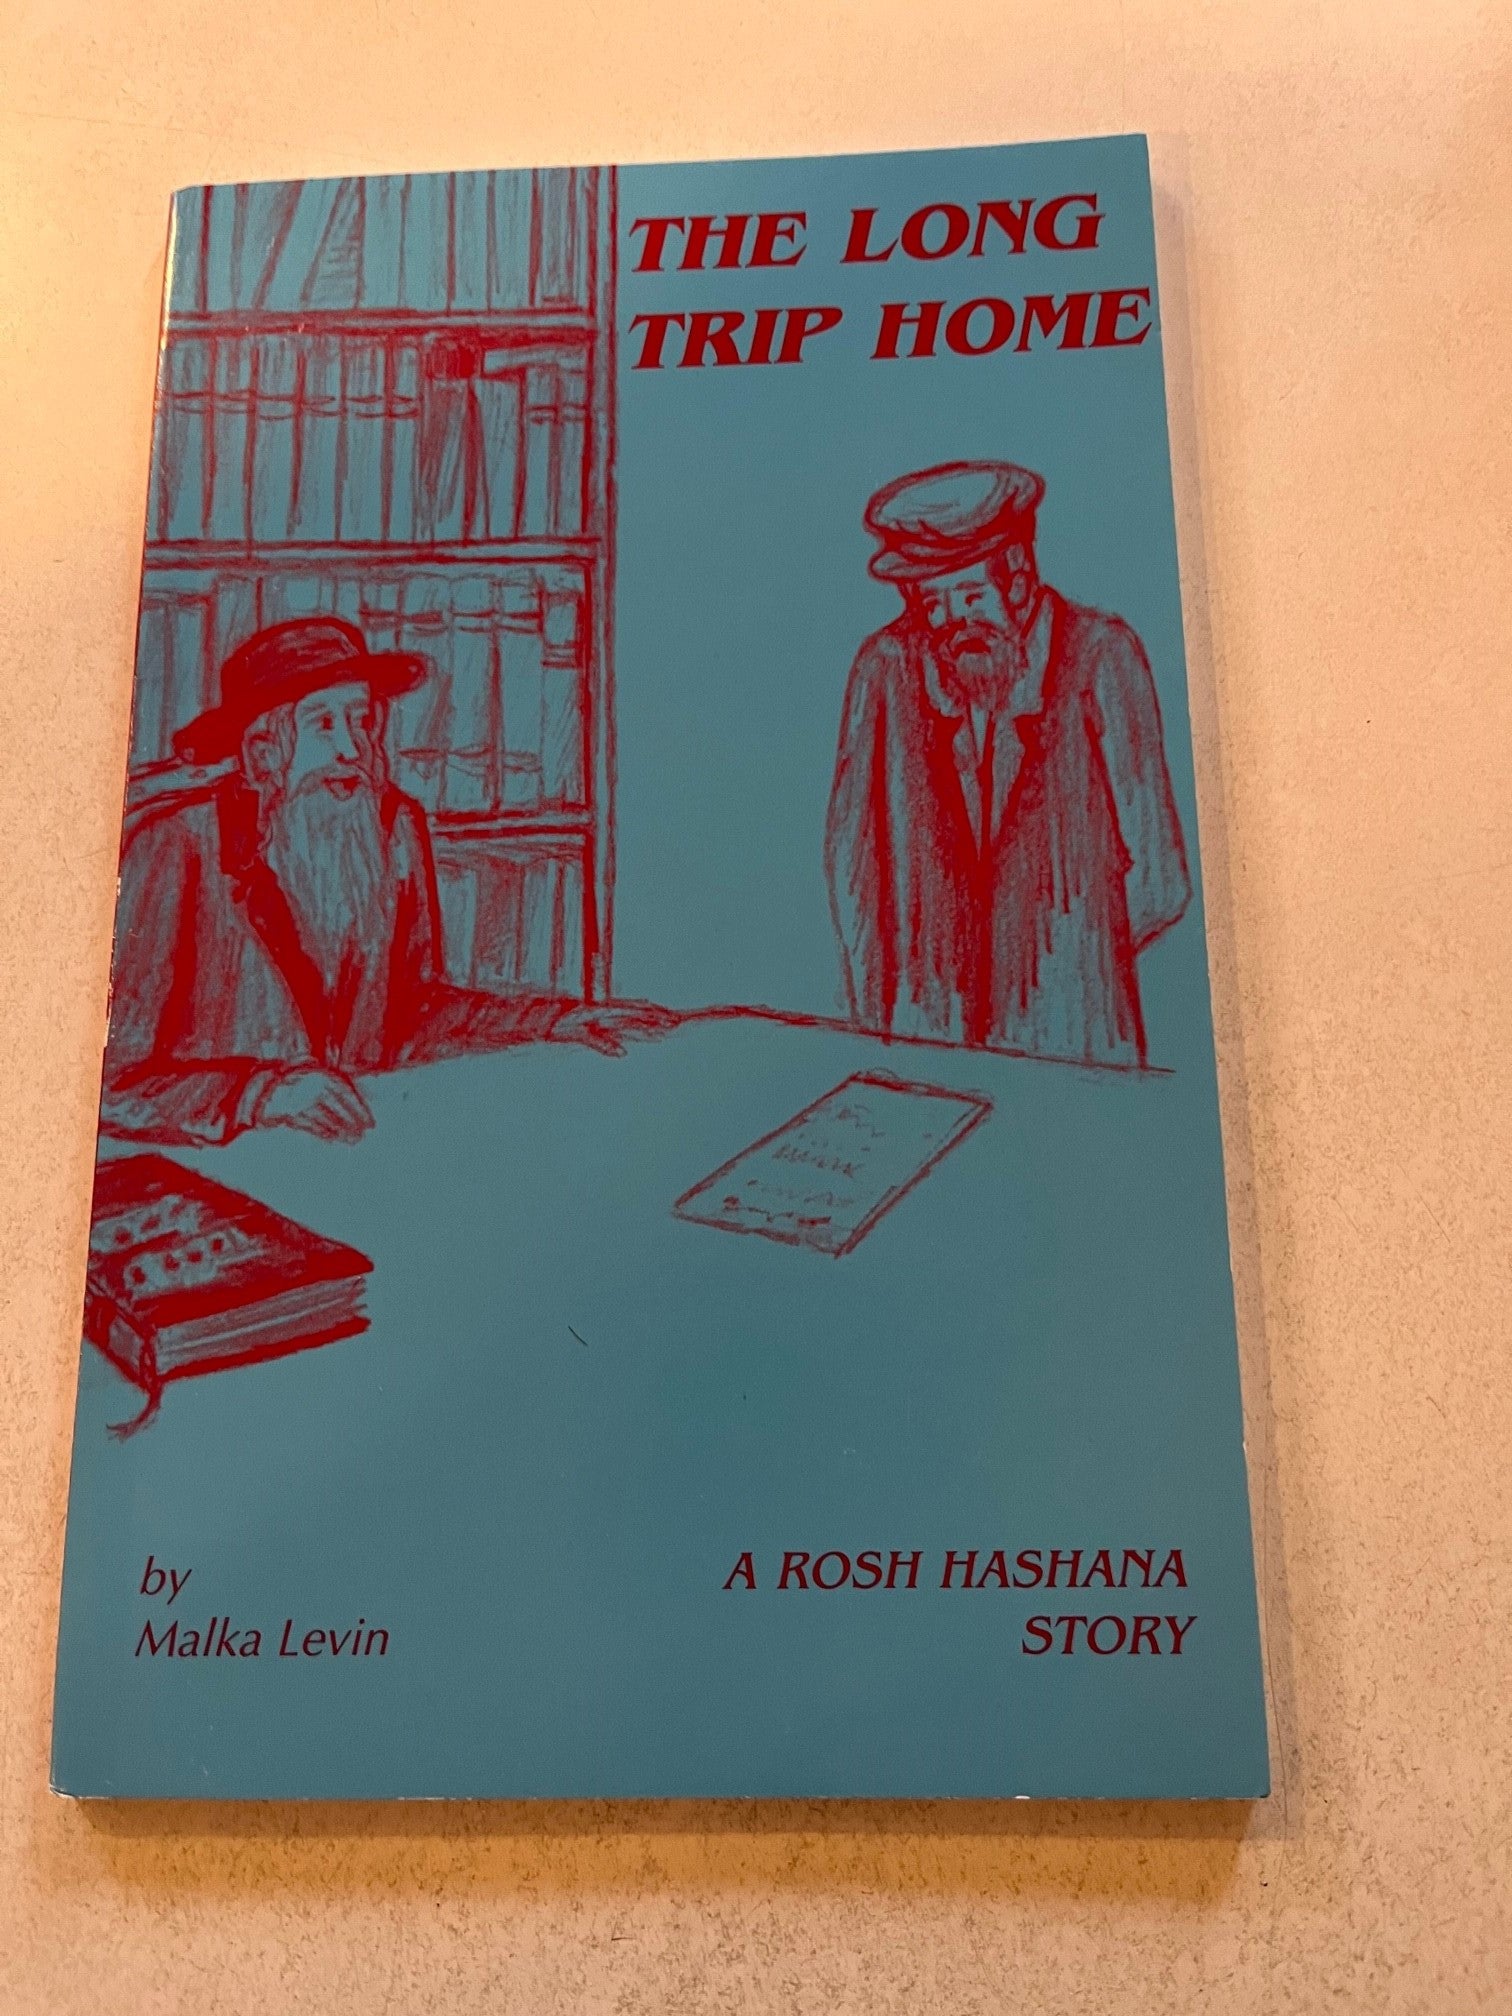 THE LONG
TRIP HOME
by
Malka Levin
A ROSH HASHANA
STORY